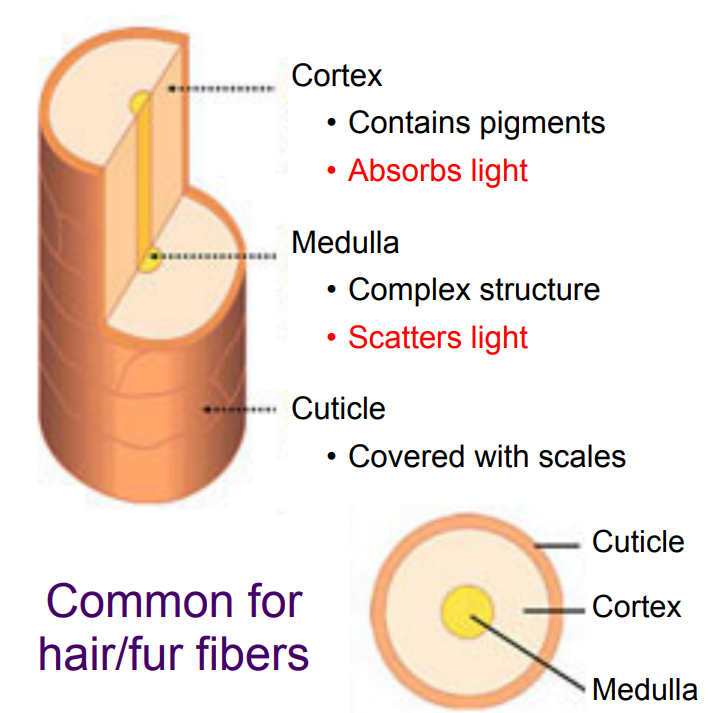 Cortex
• Contains pigments
• Absorbs light
Medulla
• Complex structure
• Scatters light
Cuticle
• Covered with scales
Cuticle
Cortex
Medulla
Common for
hair/fur fibers